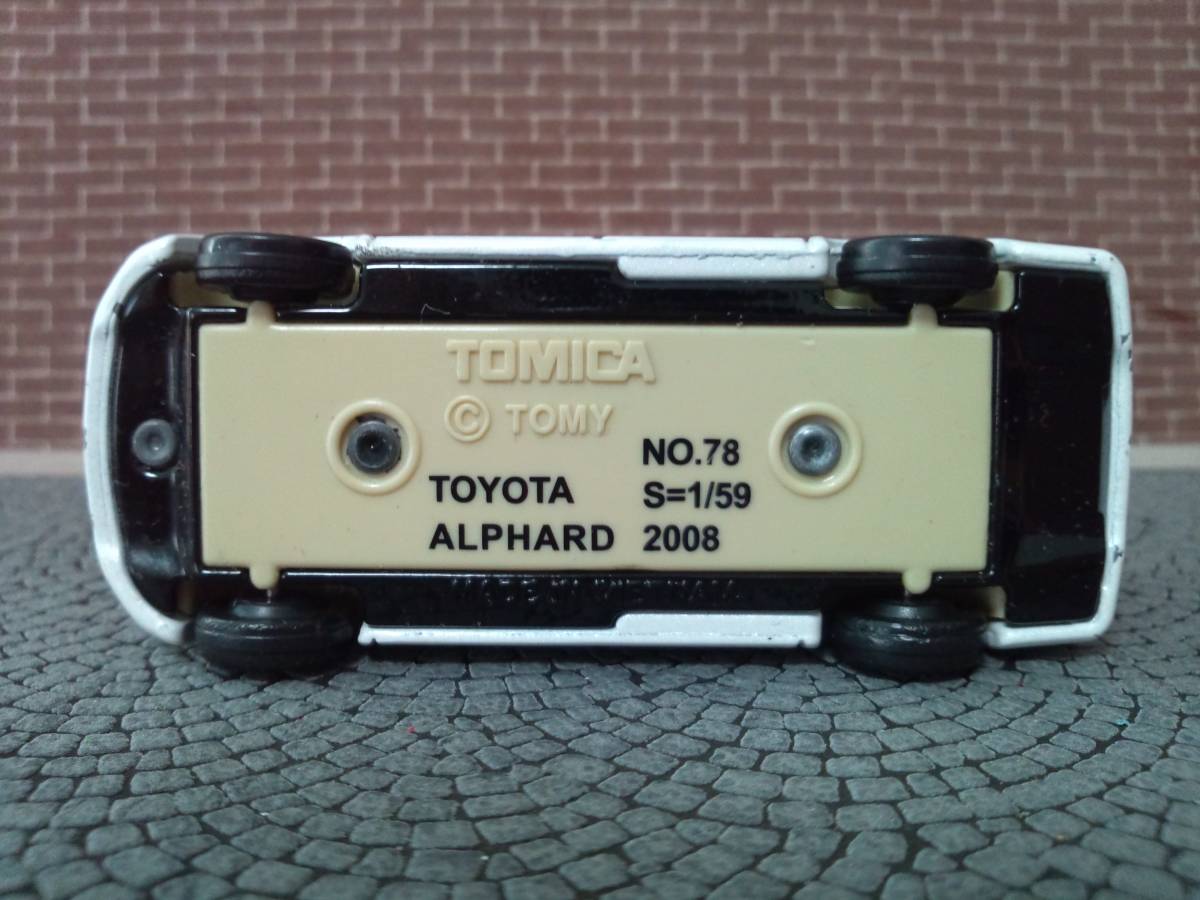 TOMICA
© TOMY
NO.78
TOYOTA S=1/59
ALPHARD 2008